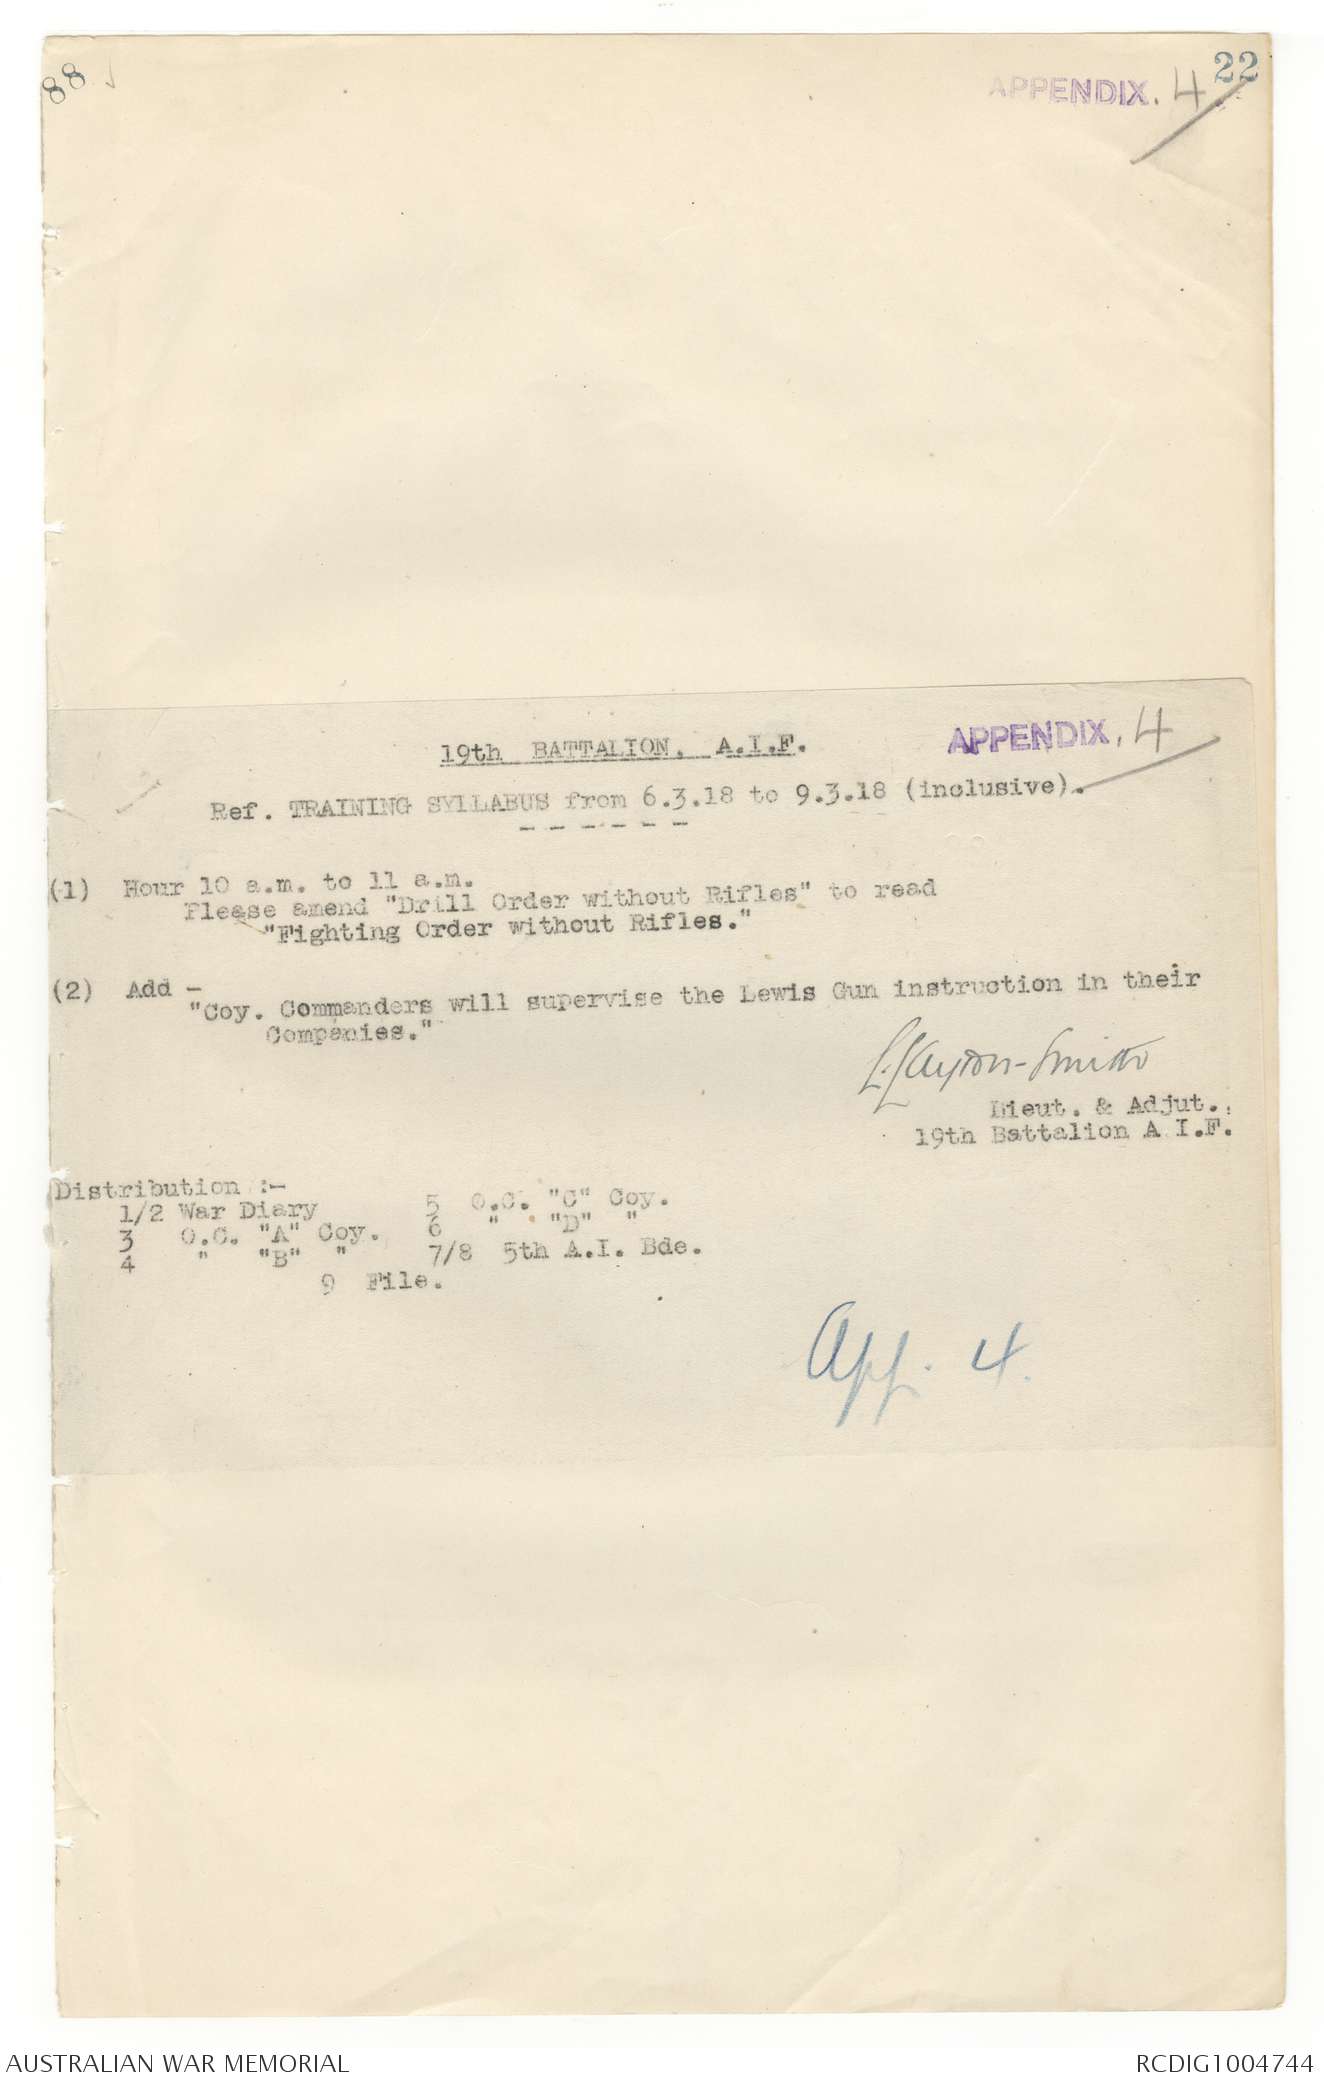 88
22
APPENDIX. 4
19th BATTALION, A.I.F.
APPENDIX. 4
Ref. TRAINING SYLLABUS from 6.3.18 to 9.3.18 (inclusive).
- - - - - -
(1) Hour 10 a.m. to 11 a.m.
Please amend "Drill Order without Rifles" to read
"Fighting Order without Rifles."
(2) Add -
"Coy. Commanders will supervise the Lewis Gun instruction in their
Companies."
L. Clayton-Smith
Lieut. & Adjut.,
19th Battalion A I.F.
Distribution :-
1/2 War Diary 5 O.C. "C" Coy.
3 O.C. "A" Coy. 6 " "D" "
4 " "B" " 7/8 5th A.I. Bde.
9 File.
App. 4.
AUSTRALIAN WAR MEMORIAL
RCDIG1004744